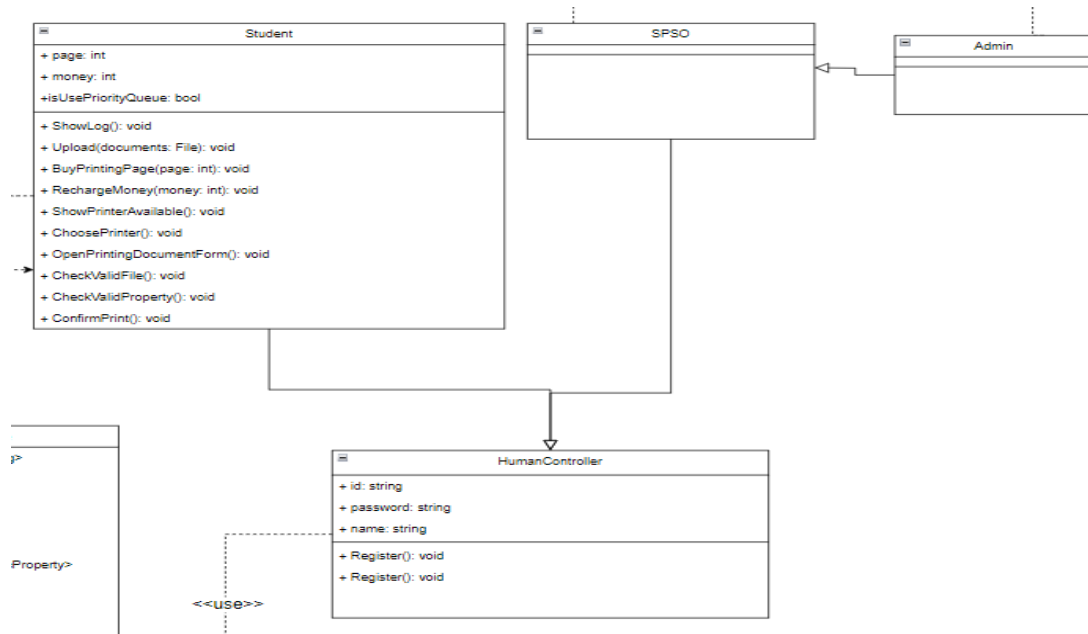 Student
+ page: int
+ money: int
+isUsePriorityQueue: bool
+ ShowLog(): void
+ Upload(documents: File): void
+ BuyPrintingPage(page: int): void
+ RechargeMoney(money: int): void
+ ShowPrinterAvailable(): void
+ ChoosePrinter(): void
+ OpenPrintingDocumentForm(): void
+ CheckValidFile(): void
+ CheckValidProperty(): void
+ ConfirmPrint(): void
SPSO
Admin
HumanController
+ id: string
+ password: string
+ name: string
+ Register(): void
+ Register(): void
Property>
<<use>>